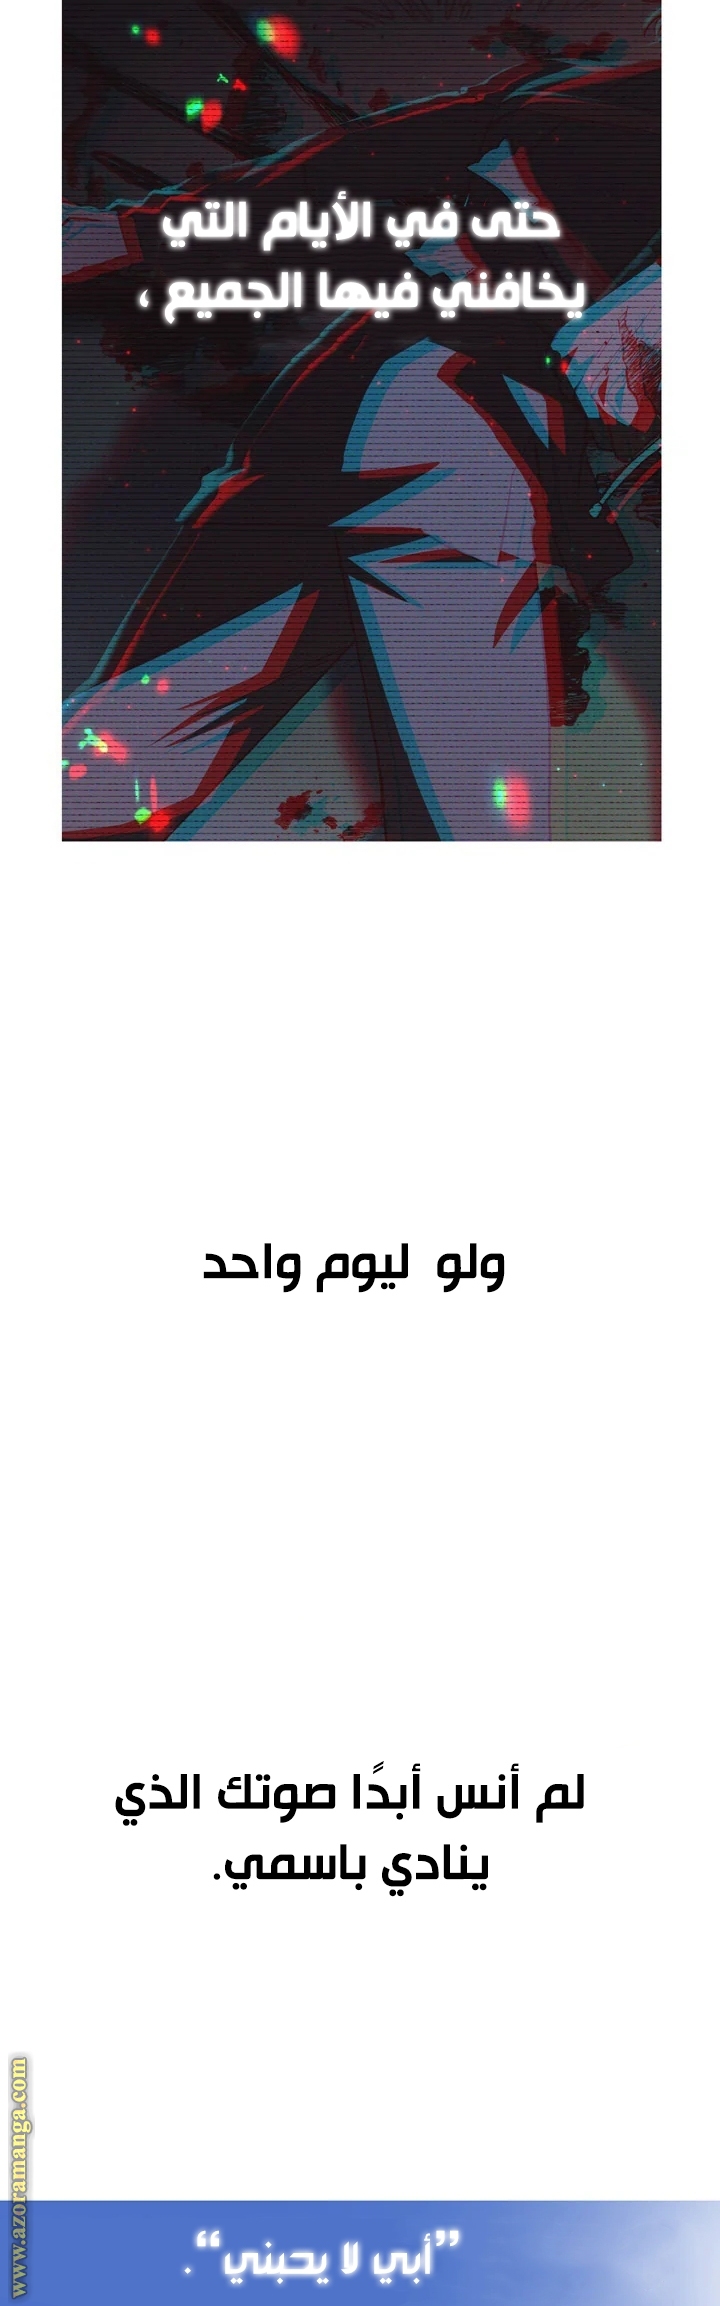 حتى في الأيام التي
يخافني فيها الجميع ،
ولو ليوم واحد
لم أنس أبدًا صوتك الذي
ينادي باسمي.
www.azoramanga.com
”أبي لا يحبني“.